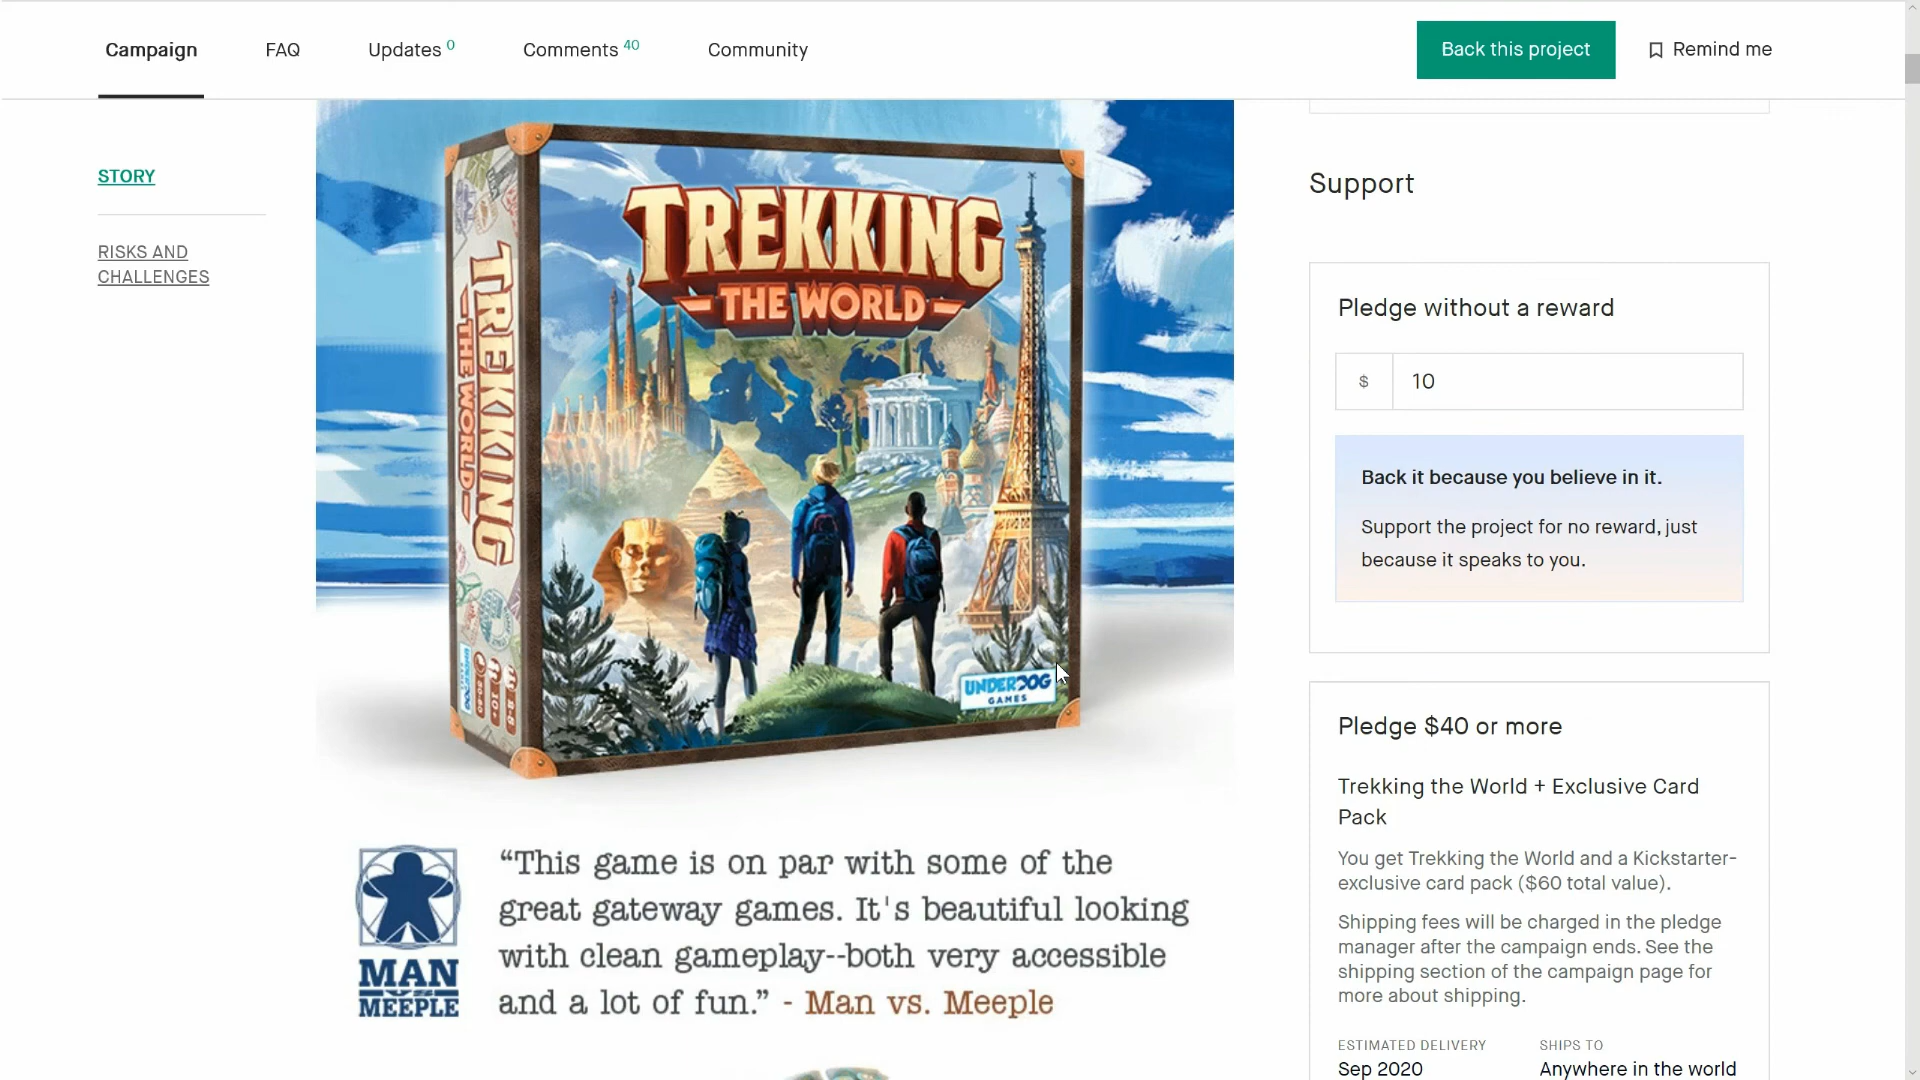 Campaign
FAQ
Updates 0
Comments 40
Community
Back this project
Remind me
STORY
RISKS AND
CHALLENGES
TREKKING
THE WORLD
TREKKING
THE WORLD
UNDERDOG
GAMES
UNDERDOG
GAMES
10+
MAN
VS
MEEPLE
“This game is on par with some of the
great gateway games. It's beautiful looking
with clean gameplay--both very accessible
and a lot of fun.” - Man vs. Meeple
Support
Pledge without a reward
$ 10
Back it because you believe in it.
Support the project for no reward, just
because it speaks to you.
Pledge $40 or more
Trekking the World + Exclusive Card
Pack
You get Trekking the World and a Kickstarter-
exclusive card pack ($60 total value).
Shipping fees will be charged in the pledge
manager after the campaign ends. See the
shipping section of the campaign page for
more about shipping.
ESTIMATED DELIVERY
Sep 2020
SHIPS TO
Anywhere in the world